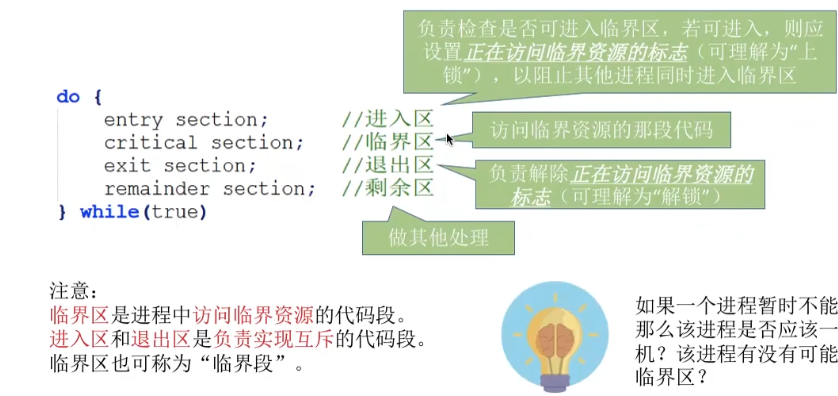 负责检查是否可进入临界区，若可进入，则应
设置正在访问临界资源的标志（可理解为“上
锁”），以阻止其他进程同时进入临界区
do {
entry section; //进入区
critical section; //临界区
exit section; //退出区
remainder section; //剩余区
} while(true)
访问临界资源的那段代码
负责解除正在访问临界资源的
标志（可理解为“解锁”）
做其他处理
注意：
临界区是进程中访问临界资源的代码段。
进入区和退出区是负责实现互斥的代码段。
临界区也可称为“临界段”。
如果一个进程暂时不能
那么该进程是否应该一
机？该进程有没有可能
临界区？